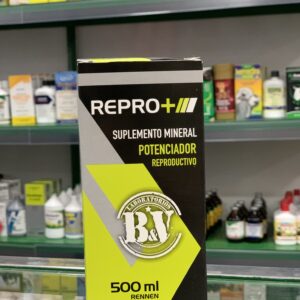 REPRO+
SUPLEMENTO MINERAL
POTENCIADOR
REPRODUCTIVO
LABORATORIOS
B&V
500 ml
RENNEN